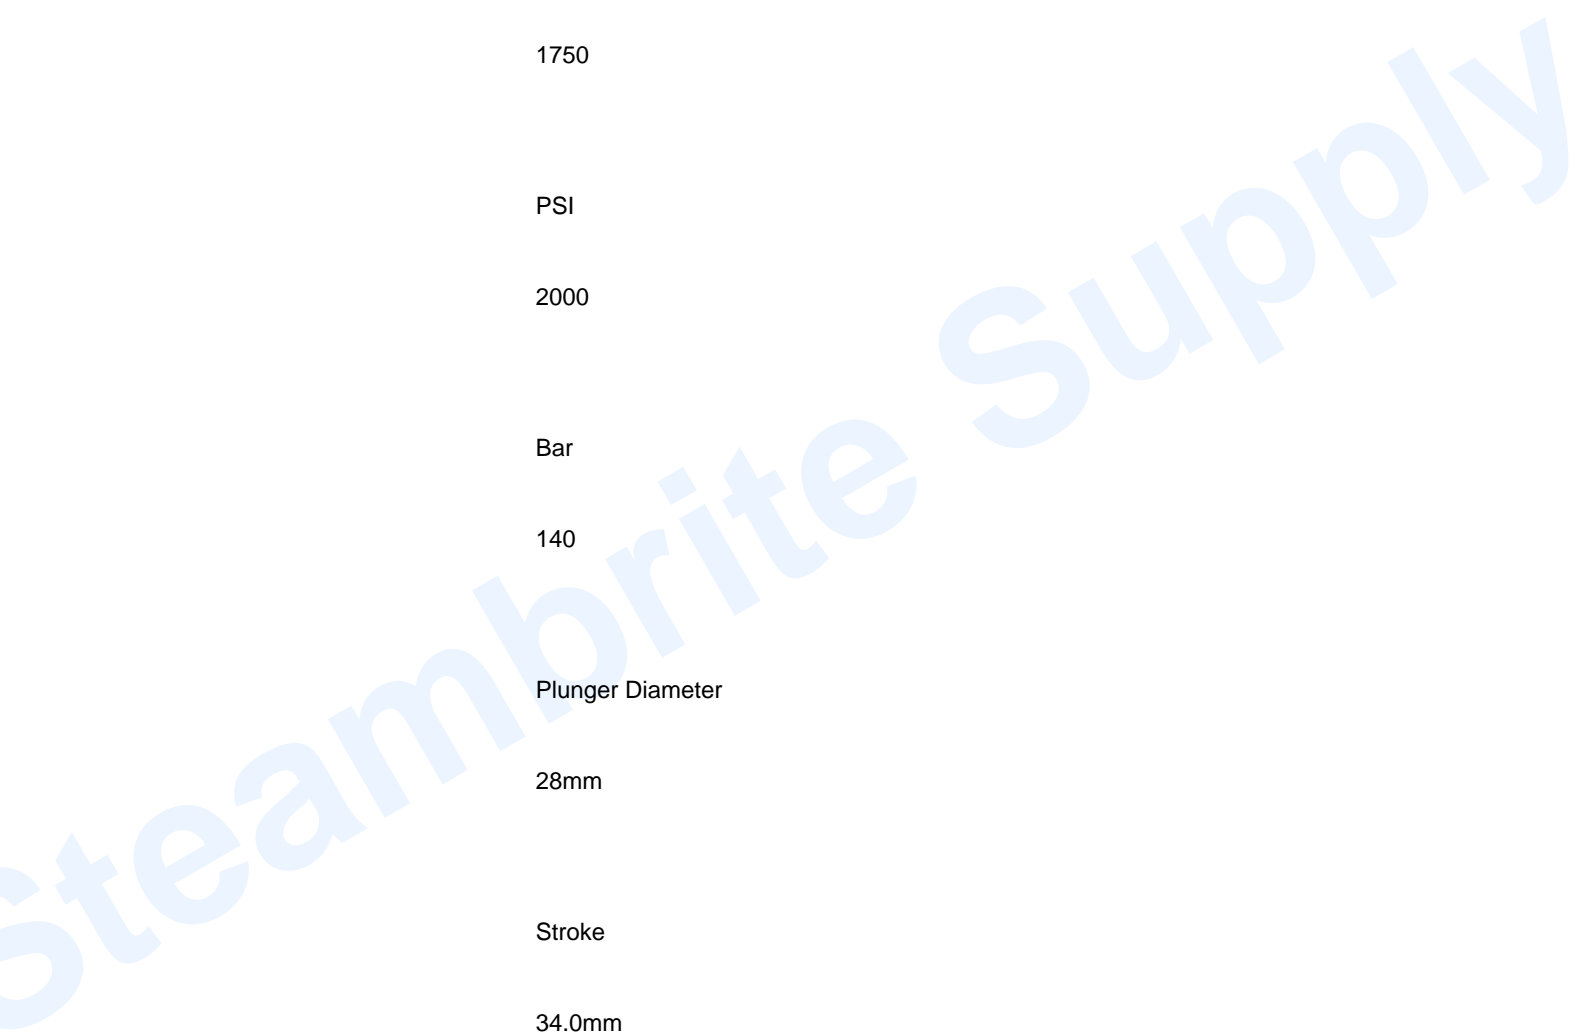 1750
PSI
2000
Bar
140
Plunger Diameter
28mm
Stroke
34.0mm
Steambrite Supply